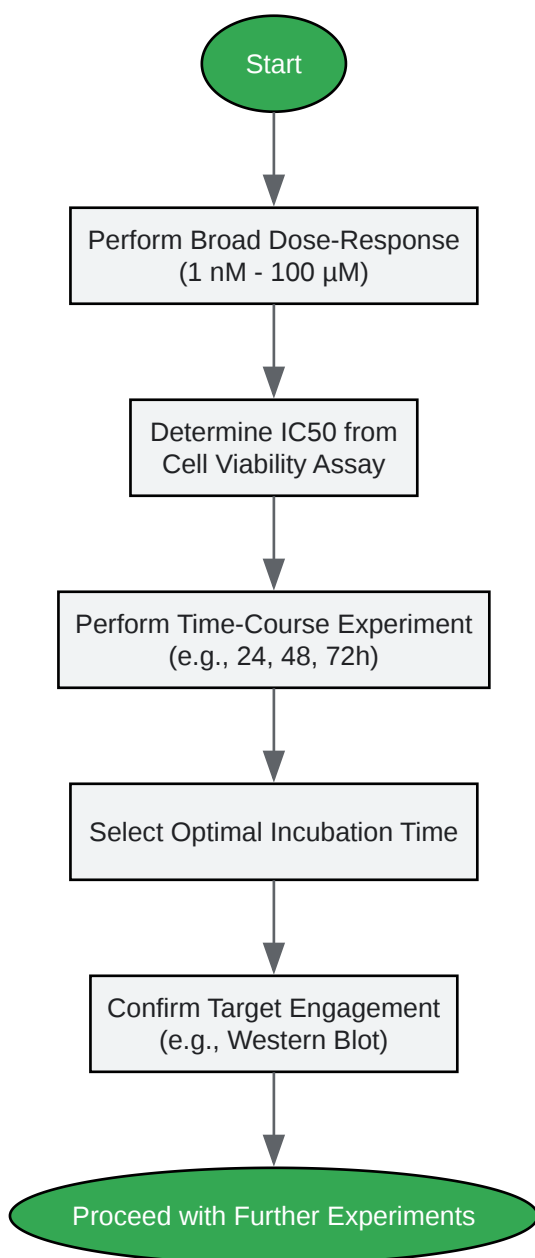 Start
Perform Broad Dose-Response
(1 nM - 100 µM)
Determine IC50 from
Cell Viability Assay
Perform Time-Course Experiment
(e.g., 24, 48, 72h)
Select Optimal Incubation Time
Confirm Target Engagement
(e.g., Western Blot)
Proceed with Further Experiments